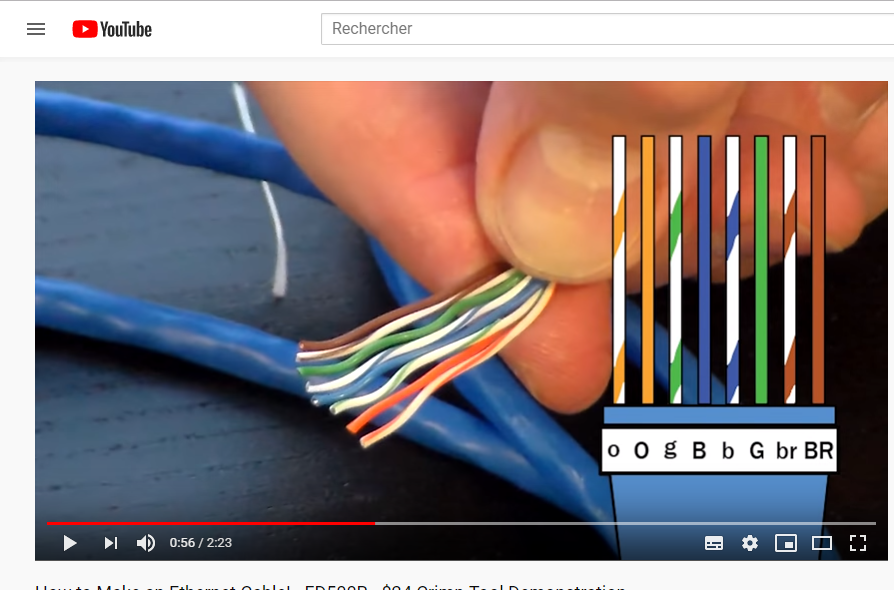 YouTube
Rechercher
o O g B b G br BR
0:56 / 2:23
How to Make an Ethernet Cable! - FD500R - $24 Crimp Tool Demonstration